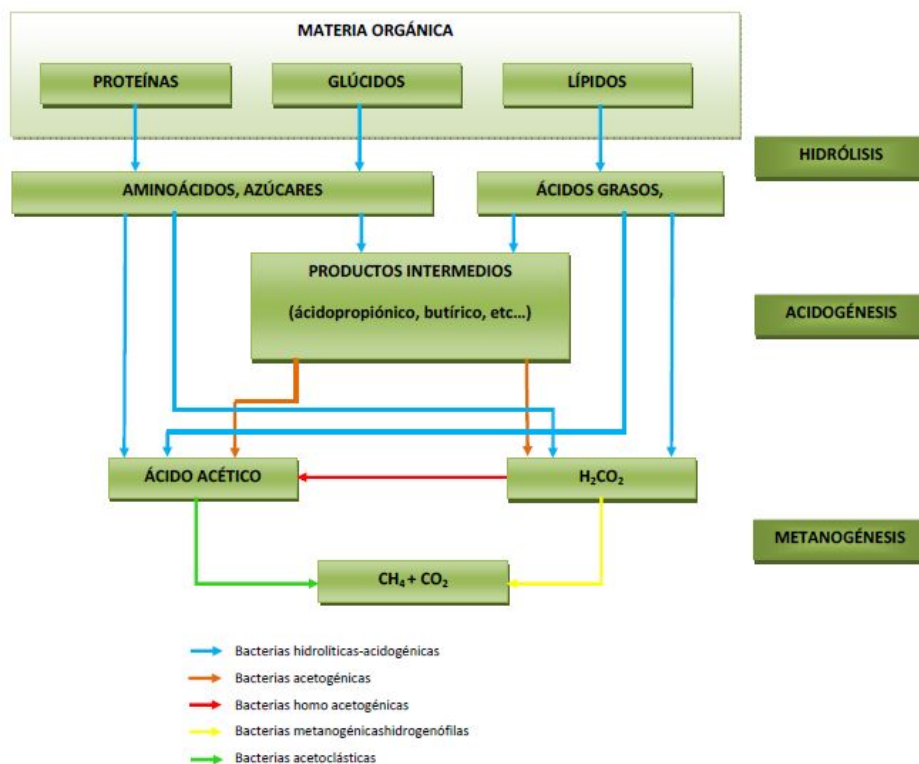 MATERIA ORGÁNICA
PROTEÍNAS
GLÚCIDOS
LÍPIDOS
HIDRÓLISIS
AMINOÁCIDOS, AZÚCARES
ÁCIDOS GRASOS,
PRODUCTOS INTERMEDIOS
(ácidopropiónico, butírico, etc...)
ACIDOGÉNESIS
ÁCIDO ACÉTICO
H₂CO₂
METANOGÉNESIS
CH₄ + CO₂
Bacterias hidrolíticas-acidogénicas
Bacterias acetogénicas
Bacterias homo acetogénicas
Bacterias metanogénicashidrogenófilas
Bacterias acetoclásticas